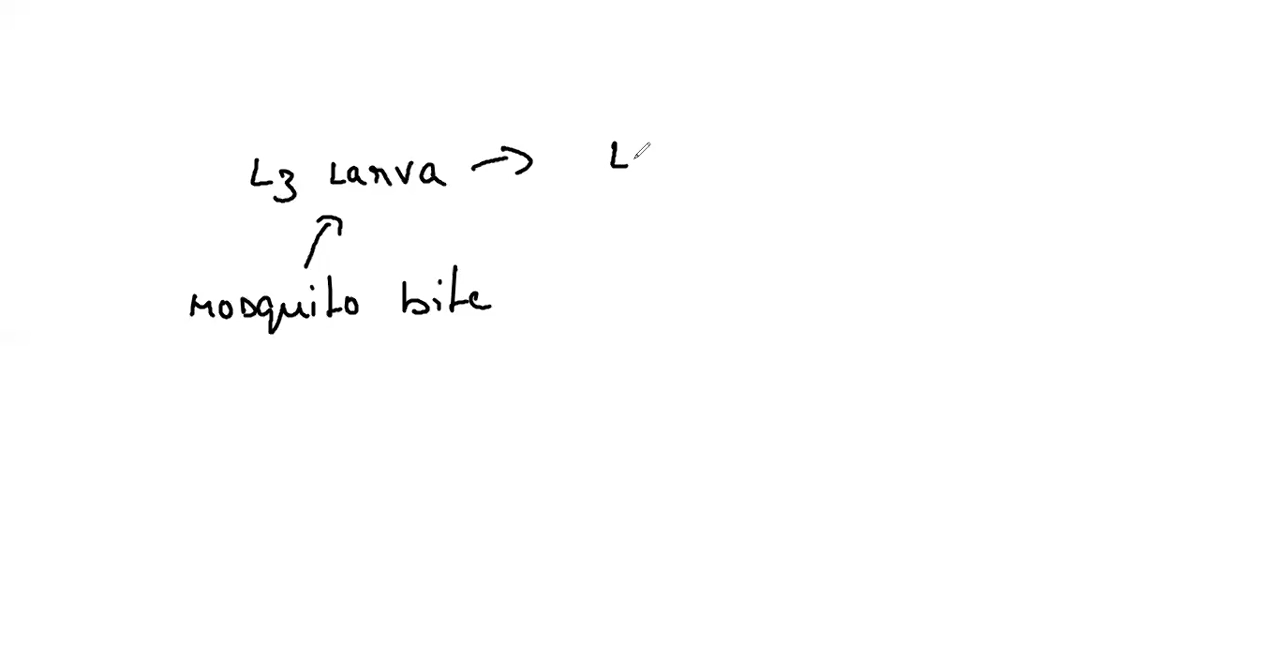 L3 Larva → L
↗
Mosquito bite